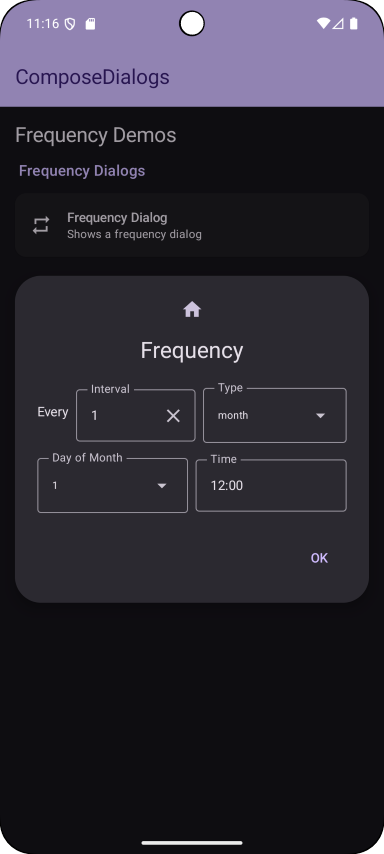 11:16
ComposeDialogs
Frequency Demos
Frequency Dialogs
Frequency Dialog
Shows a frequency dialog
Frequency
Every
Interval
1
Type
month
Day of Month
1
Time
12:00
OK